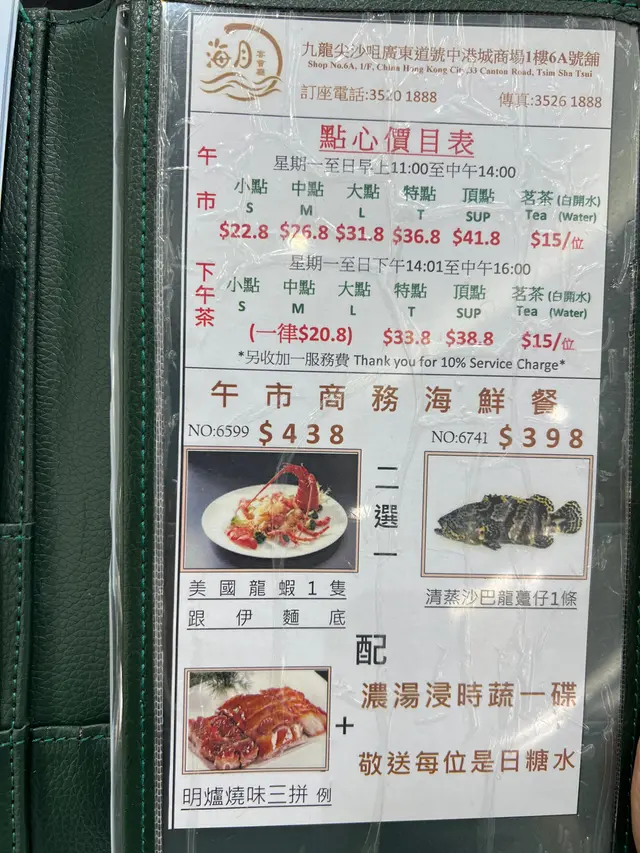 海月
宴會廳
九龍尖沙咀廣東道號中港城商場1樓6A號舖
Shop No.6A, 1/F, China Hong Kong City,33 Canton Road, Tsim Sha Tsui
訂座電話:3520 1888 傳真:3526 1888
點心價目表
午市
星期一至日早上11:00至中午14:00
小點 中點 大點 特點 頂點 茗茶 (白開水)
S M L T SUP Tea (Water)
$22.8 $26.8 $31.8 $36.8 $41.8 $15/位
下午茶
星期一至日下午14:01至中午16:00
小點 中點 大點 特點 頂點 茗茶 (白開水)
S M L T SUP Tea (Water)
(一律$20.8) $33.8 $38.8 $15/位
*另收加一服務費 Thank you for 10% Service Charge*
午市商務海鮮餐
NO:6599 $438 NO:6741 $398
二選一
美國龍蝦1隻
跟伊麵底
清蒸沙巴龍躉仔1條
配
濃湯浸時蔬一碟
+
敬送每位是日糖水
明爐燒味三拼 例